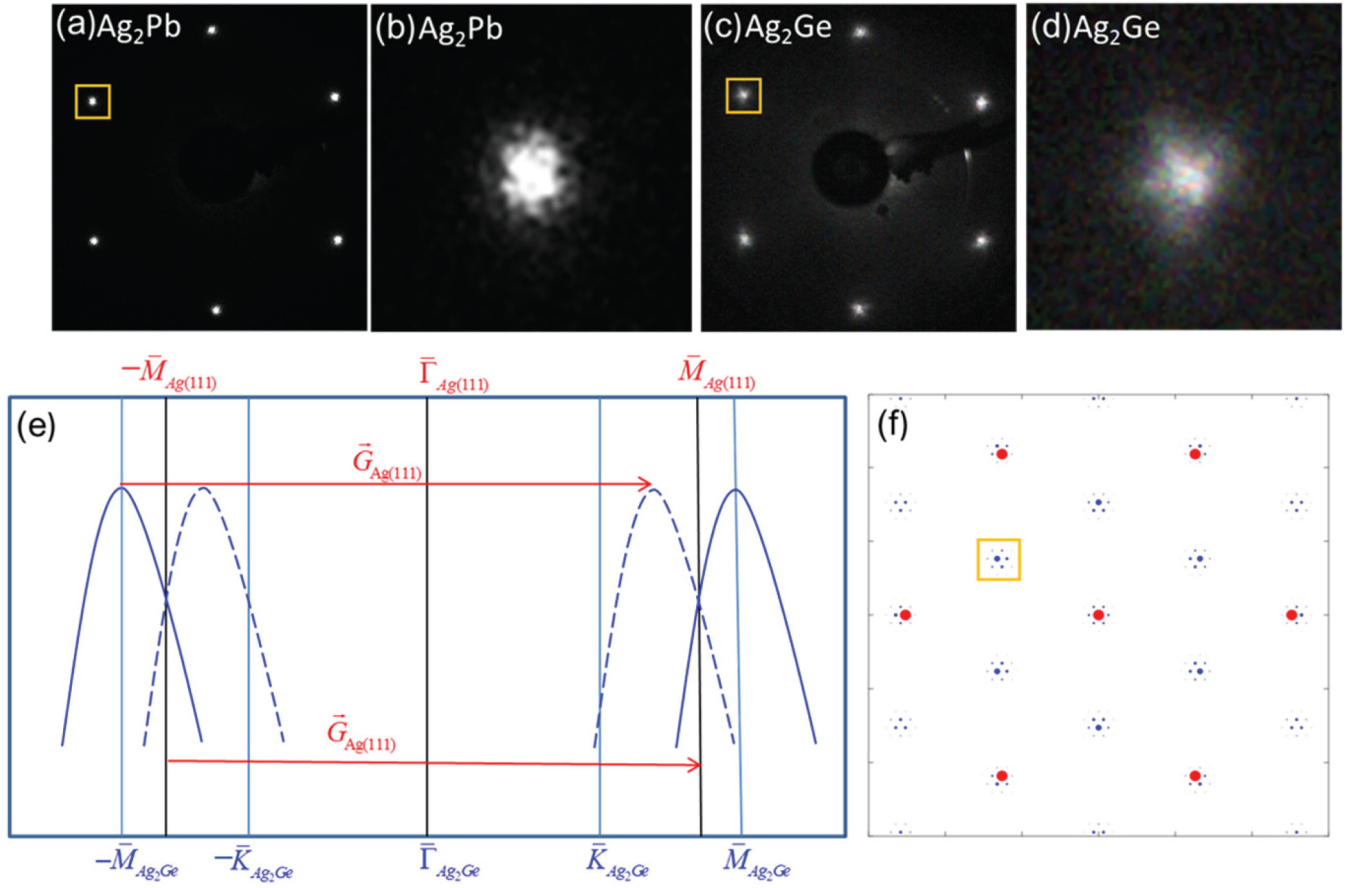 (a)Ag₂Pb
(b)Ag₂Pb
(c)Ag₂Ge
(d)Ag₂Ge
−M̄Ag(111)
Γ̄Ag(111)
M̄Ag(111)
(e)
G⃗Ag(111)
G⃗Ag(111)
−M̄Ag₂Ge
−K̄Ag₂Ge
Γ̄Ag₂Ge
K̄Ag₂Ge
M̄Ag₂Ge
(f)